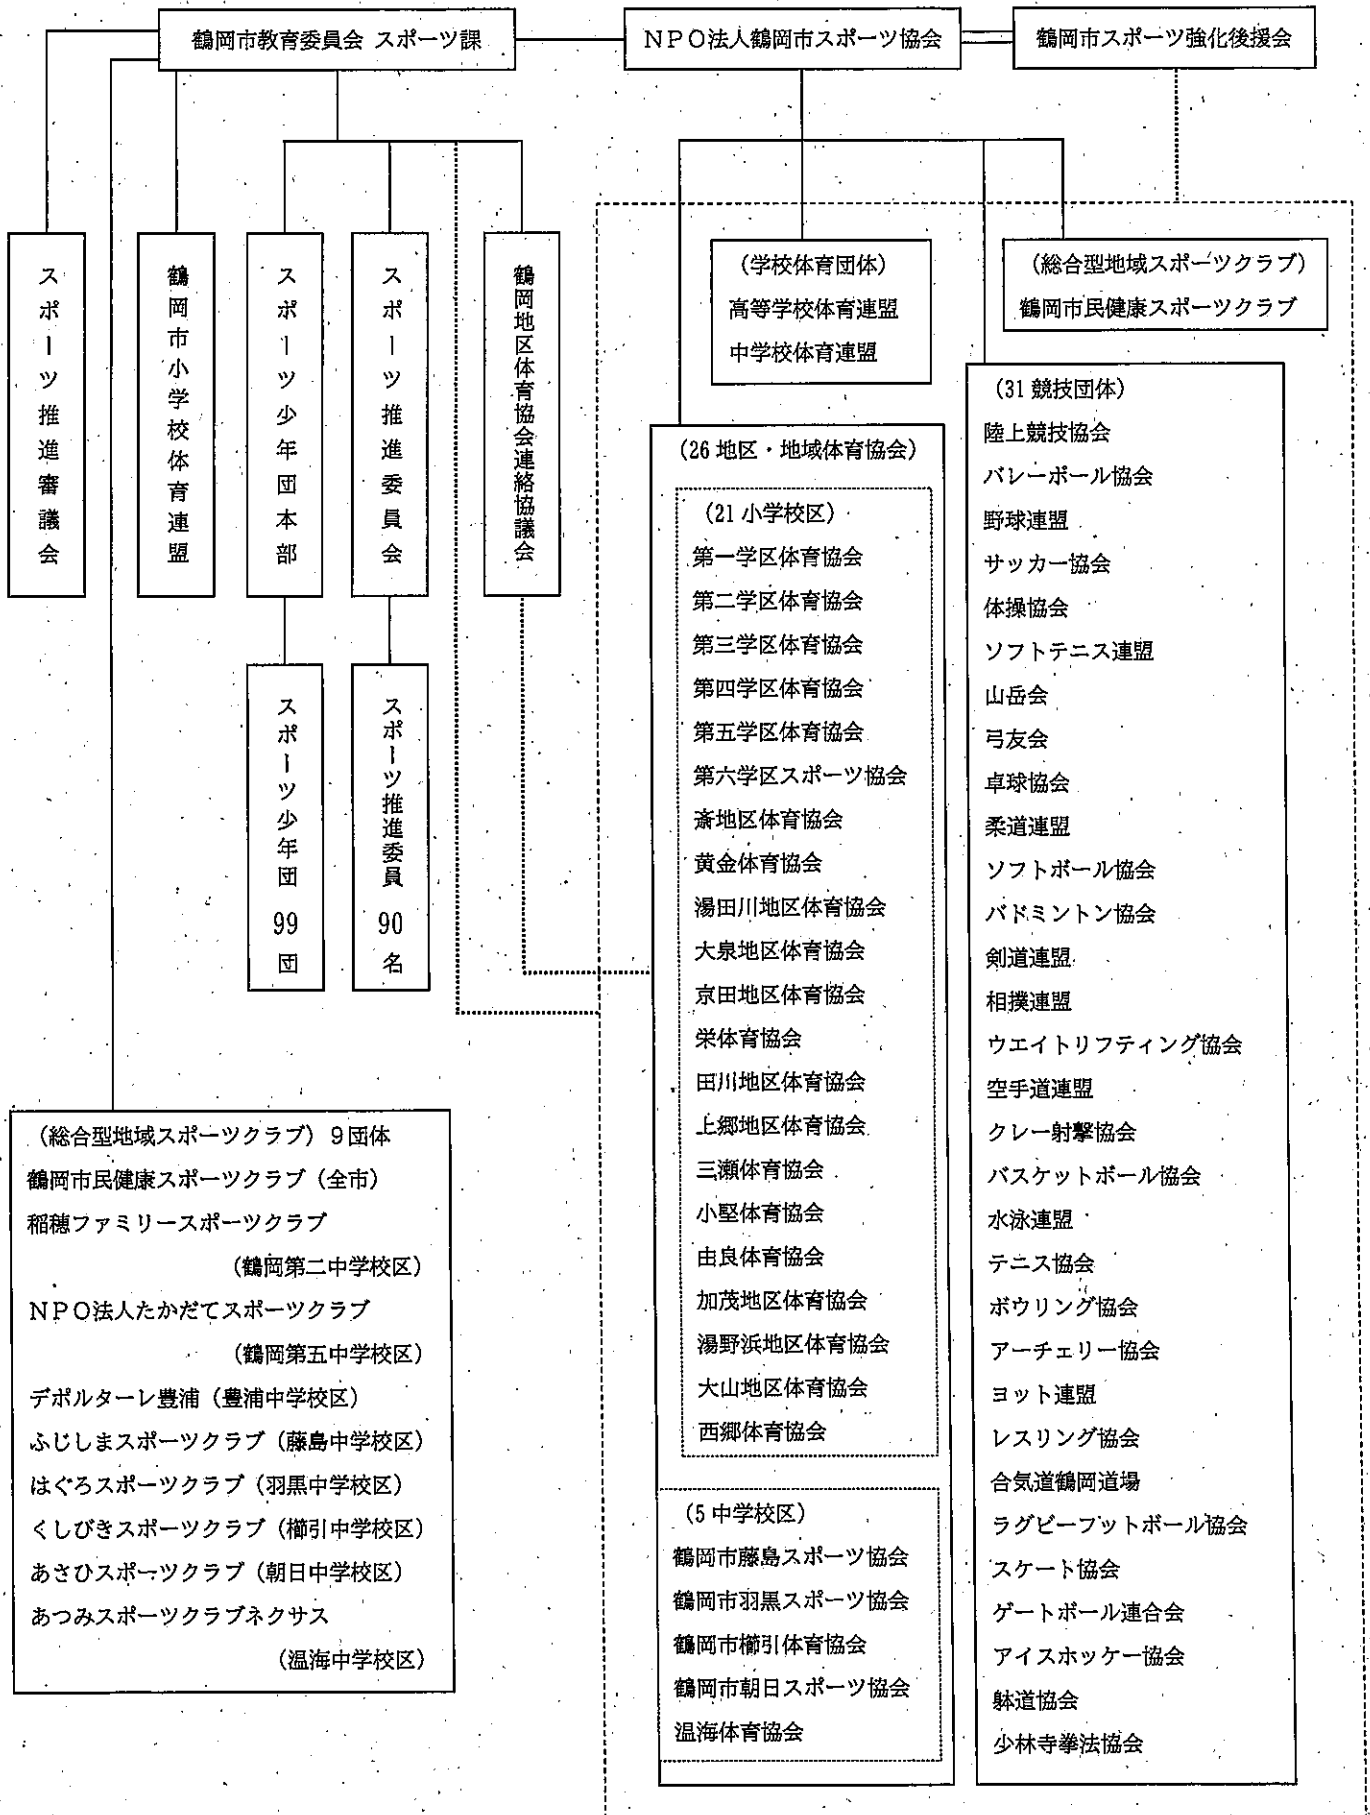 鶴岡市教育委員会 スポーツ課
NPO法人鶴岡市スポーツ協会
鶴岡市スポーツ強化後援会
スポーツ推進審議会
鶴岡市小学校体育連盟
スポーツ少年団本部
スポーツ推進委員会
鶴岡地区体育協会連絡協議会
スポーツ少年団 99 団
スポーツ推進委員 90 名
(総合型地域スポーツクラブ)9団体
鶴岡市民健康スポーツクラブ(全市)
稲穂ファミリースポーツクラブ
(鶴岡第二中学校区)
NPO法人たかだてスポーツクラブ
(鶴岡第五中学校区)
デポルターレ豊浦(豊浦中学校区)
ふじしまスポーツクラブ(藤島中学校区)
はぐろスポーツクラブ(羽黒中学校区)
くしびきスポーツクラブ(櫛引中学校区)
あさひスポーツクラブ(朝日中学校区)
あつみスポーツクラブネクサス
(温海中学校区)
(学校体育団体)
高等学校体育連盟
中学校体育連盟
(総合型地域スポーツクラブ)
鶴岡市民健康スポーツクラブ
(26 地区・地域体育協会)
(21 小学校区)
第一学区体育協会
第二学区体育協会
第三学区体育協会
第四学区体育協会
第五学区体育協会
第六学区スポーツ協会
斎地区体育協会
黄金体育協会
湯田川地区体育協会
大泉地区体育協会
京田地区体育協会
栄体育協会
田川地区体育協会
上郷地区体育協会
三瀬体育協会
小堅体育協会
由良体育協会
加茂地区体育協会
湯野浜地区体育協会
大山地区体育協会
西郷体育協会
(5 中学校区)
鶴岡市藤島スポーツ協会
鶴岡市羽黒スポーツ協会
鶴岡市櫛引体育協会
鶴岡市朝日スポーツ協会
温海体育協会
(31 競技団体)
陸上競技協会
バレーボール協会
野球連盟
サッカー協会
体操協会
ソフトテニス連盟
山岳会
弓友会
卓球協会
柔道連盟
ソフトボール協会
バドミントン協会
剣道連盟
相撲連盟
ウエイトリフティング協会
空手道連盟
クレー射撃協会
バスケットボール協会
水泳連盟
テニス協会
ボウリング協会
アーチェリー協会
ヨット連盟
レスリング協会
合気道鶴岡道場
ラグビーフットボール協会
スケート協会
ゲートボール連合会
アイスホッケー協会
躰道協会
少林寺拳法協会